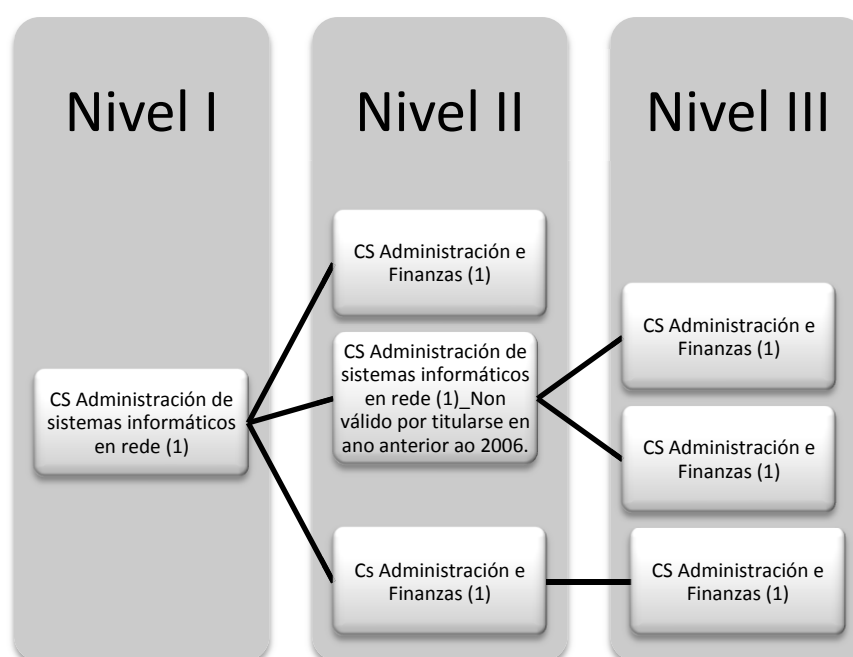 Nivel I
Nivel II
Nivel III
CS Administración de
sistemas informáticos
en rede (1)
CS Administración e
Finanzas (1)
CS Administración de
sistemas informáticos
en rede (1)_Non
válido por titularse en
ano anterior ao 2006.
Cs Administración e
Finanzas (1)
CS Administración e
Finanzas (1)
CS Administración e
Finanzas (1)
CS Administración e
Finanzas (1)